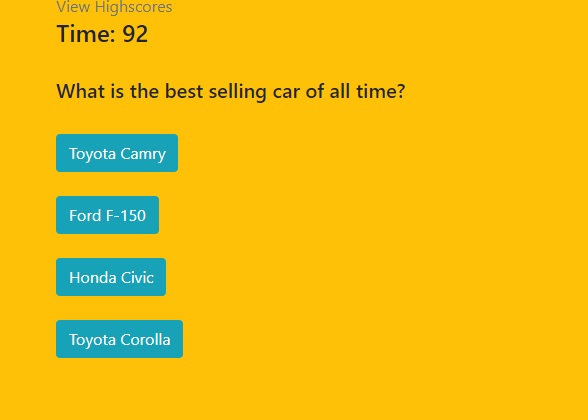 View Highscores
Time: 92
What is the best selling car of all time?
Toyota Camry
Ford F-150
Honda Civic
Toyota Corolla